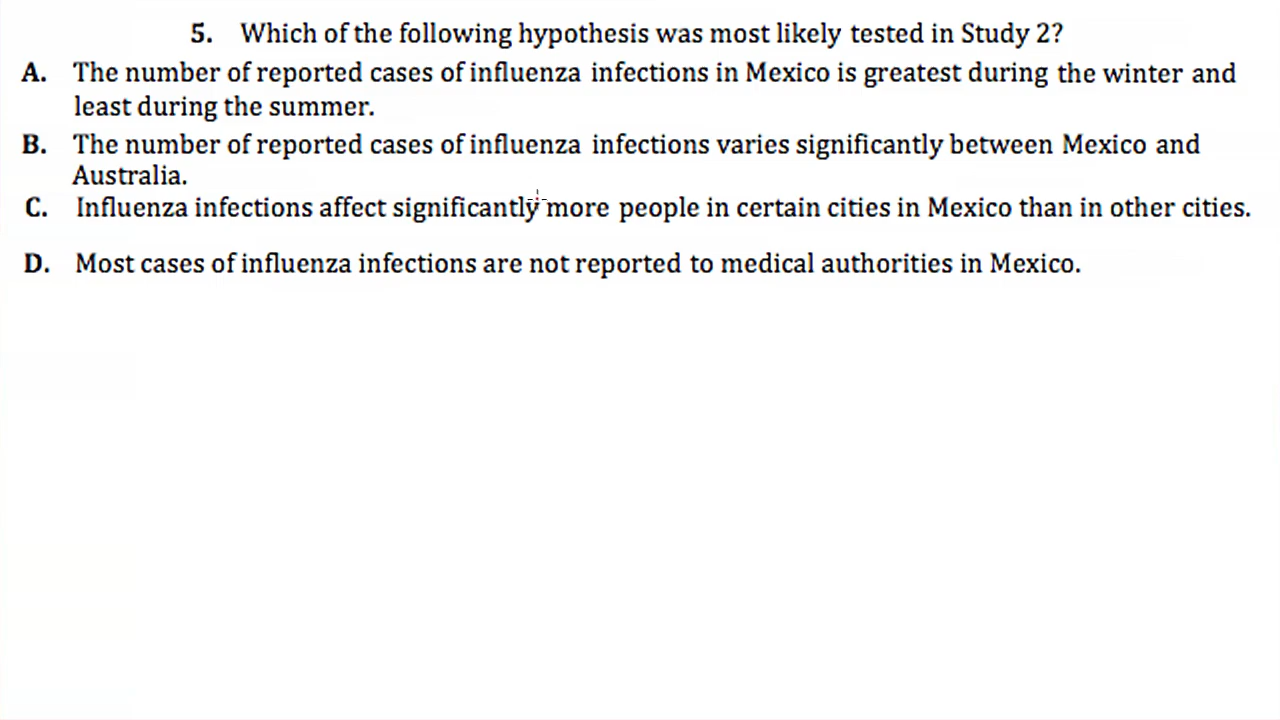 5. Which of the following hypothesis was most likely tested in Study 2?
A. The number of reported cases of influenza infections in Mexico is greatest during the winter and
least during the summer.
B. The number of reported cases of influenza infections varies significantly between Mexico and
Australia.
C. Influenza infections affect significantly more people in certain cities in Mexico than in other cities.
D. Most cases of influenza infections are not reported to medical authorities in Mexico.